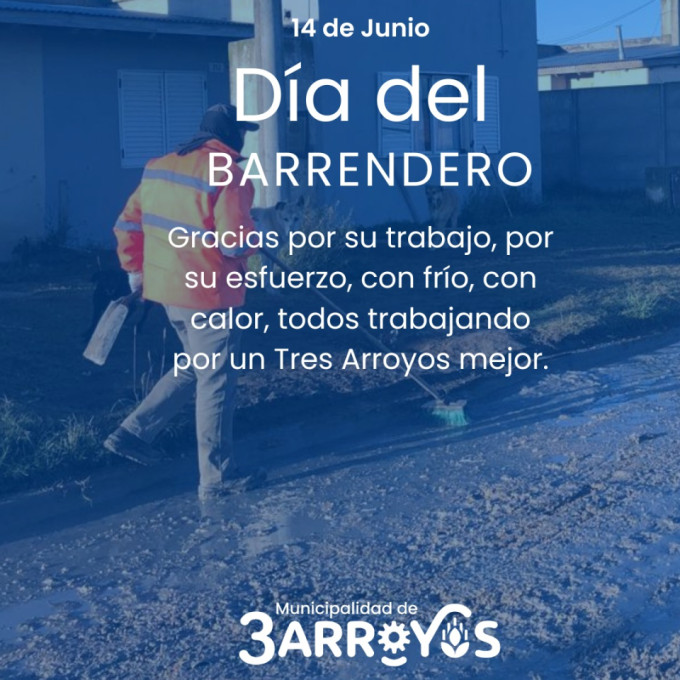 14 de Junio
Día del
BARRENDERO
Gracias por su trabajo, por
su esfuerzo, con frío, con
calor, todos trabajando
por un Tres Arroyos mejor.
Municipalidad de
3ARROYOS